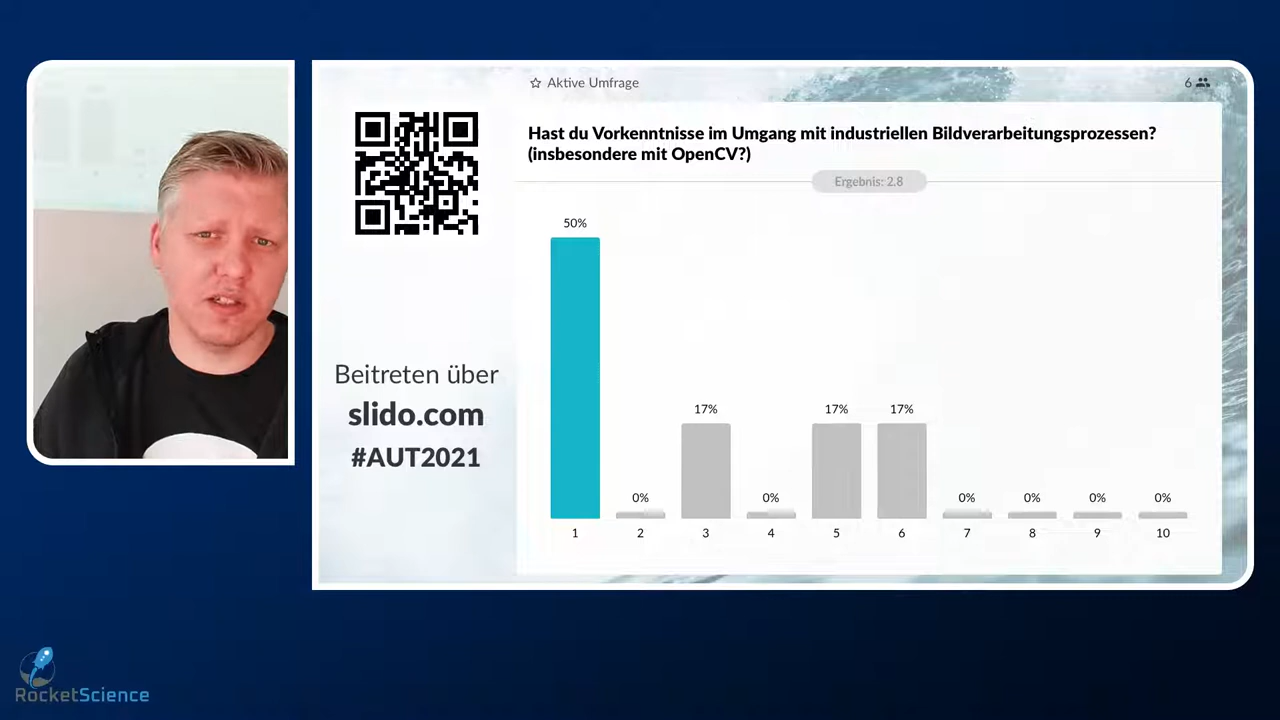 Aktive Umfrage
6
Hast du Vorkenntnisse im Umgang mit industriellen Bildverarbeitungsprozessen?
(insbesondere mit OpenCV?)
Ergebnis: 2.8
50%
0%
17%
0%
17%
17%
0%
0%
0%
0%
1
2
3
4
5
6
7
8
9
10
Beitreten über
slido.com
#AUT2021
RocketScience